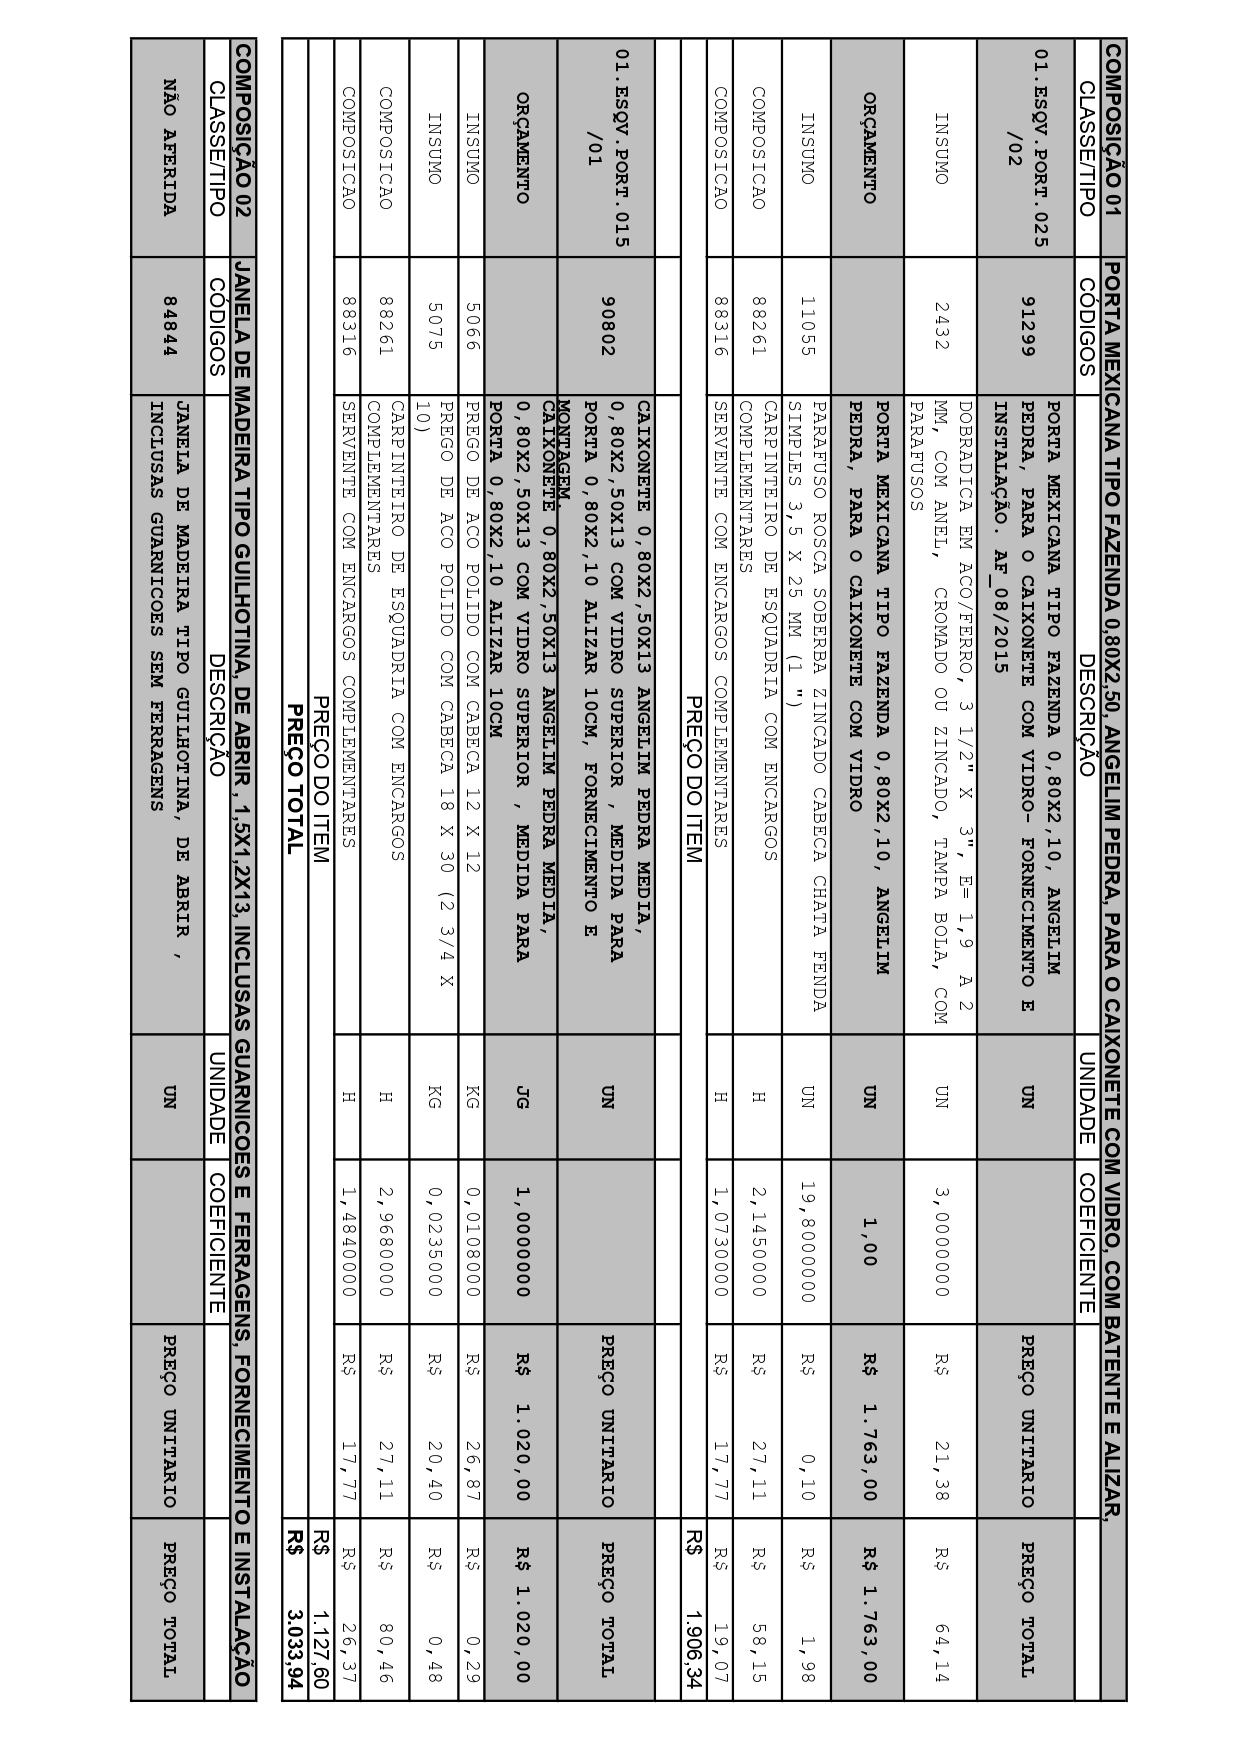 COMPOSIÇÃO 01 PORTA MEXICANA TIPO FAZENDA 0,80X2,50, ANGELIM PEDRA, PARA O CAIXONETE COM VIDRO, COM BATENTE E ALIZAR,
CLASSE/TIPO CÓDIGOS DESCRIÇÃO UNIDADE COEFICIENTE
01.ESQV.PORT.025
/02
91299
PORTA MEXICANA TIPO FAZENDA 0,80X2,10, ANGELIM
PEDRA, PARA O CAIXONETE COM VIDRO- FORNECIMENTO E
INSTALAÇÃO. AF_08/2015
UN PREÇO UNITARIO PREÇO TOTAL
INSUMO 2432
DOBRADICA EM ACO/FERRO, 3 1/2" X 3", E= 1,9 A 2
MM, COM ANEL, CROMADO OU ZINCADO, TAMPA BOLA, COM
PARAFUSOS
UN 3,0000000 R$ 21,38 R$ 64,14
ORÇAMENTO
PORTA MEXICANA TIPO FAZENDA 0,80X2,10, ANGELIM
PEDRA, PARA O CAIXONETE COM VIDRO
UN 1,00 R$ 1.763,00 R$ 1.763,00
INSUMO 11055
PARAFUSO ROSCA SOBERBA ZINCADO CABECA CHATA FENDA
SIMPLES 3,5 X 25 MM (1 ")
UN 19,8000000 R$ 0,10 R$ 1,98
COMPOSICAO 88261
CARPINTEIRO DE ESQUADRIA COM ENCARGOS
COMPLEMENTARES
H 2,1450000 R$ 27,11 R$ 58,15
COMPOSICAO 88316 SERVENTE COM ENCARGOS COMPLEMENTARES H 1,0730000 R$ 17,77 R$ 19,07
PREÇO DO ITEM R$ 1.906,34
01.ESQV.PORT.015
/01
90802
CAIXONETE 0,80X2,50X13 ANGELIM PEDRA MEDIA,
0,80X2,50X13 COM VIDRO SUPERIOR , MEDIDA PARA
PORTA 0,80X2,10 ALIZAR 10CM, FORNECIMENTO E
MONTAGEM.
UN PREÇO UNITARIO PREÇO TOTAL
ORÇAMENTO
CAIXONETE 0,80X2,50X13 ANGELIM PEDRA MEDIA,
0,80X2,50X13 COM VIDRO SUPERIOR , MEDIDA PARA
PORTA 0,80X2,10 ALIZAR 10CM
JG 1,0000000 R$ 1.020,00 R$ 1.020,00
INSUMO 5066 PREGO DE ACO POLIDO COM CABECA 12 X 12 KG 0,0108000 R$ 26,87 R$ 0,29
INSUMO 5075
PREGO DE ACO POLIDO COM CABECA 18 X 30 (2 3/4 X
10)
KG 0,0235000 R$ 20,40 R$ 0,48
COMPOSICAO 88261
CARPINTEIRO DE ESQUADRIA COM ENCARGOS
COMPLEMENTARES
H 2,9680000 R$ 27,11 R$ 80,46
COMPOSICAO 88316 SERVENTE COM ENCARGOS COMPLEMENTARES H 1,4840000 R$ 17,77 R$ 26,37
PREÇO DO ITEM R$ 1.127,60
PREÇO TOTAL R$ 3.033,94
COMPOSIÇÃO 02 JANELA DE MADEIRA TIPO GUILHOTINA, DE ABRIR , 1,5X1,2X13, INCLUSAS GUARNICOES E FERRAGENS, FORNECIMENTO E INSTALAÇÃO
CLASSE/TIPO CÓDIGOS DESCRIÇÃO UNIDADE COEFICIENTE
NÃO AFERIDA 84844
JANELA DE MADEIRA TIPO GUILHOTINA, DE ABRIR ,
INCLUSAS GUARNICOES SEM FERRAGENS
UN PREÇO UNITARIO PREÇO TOTAL